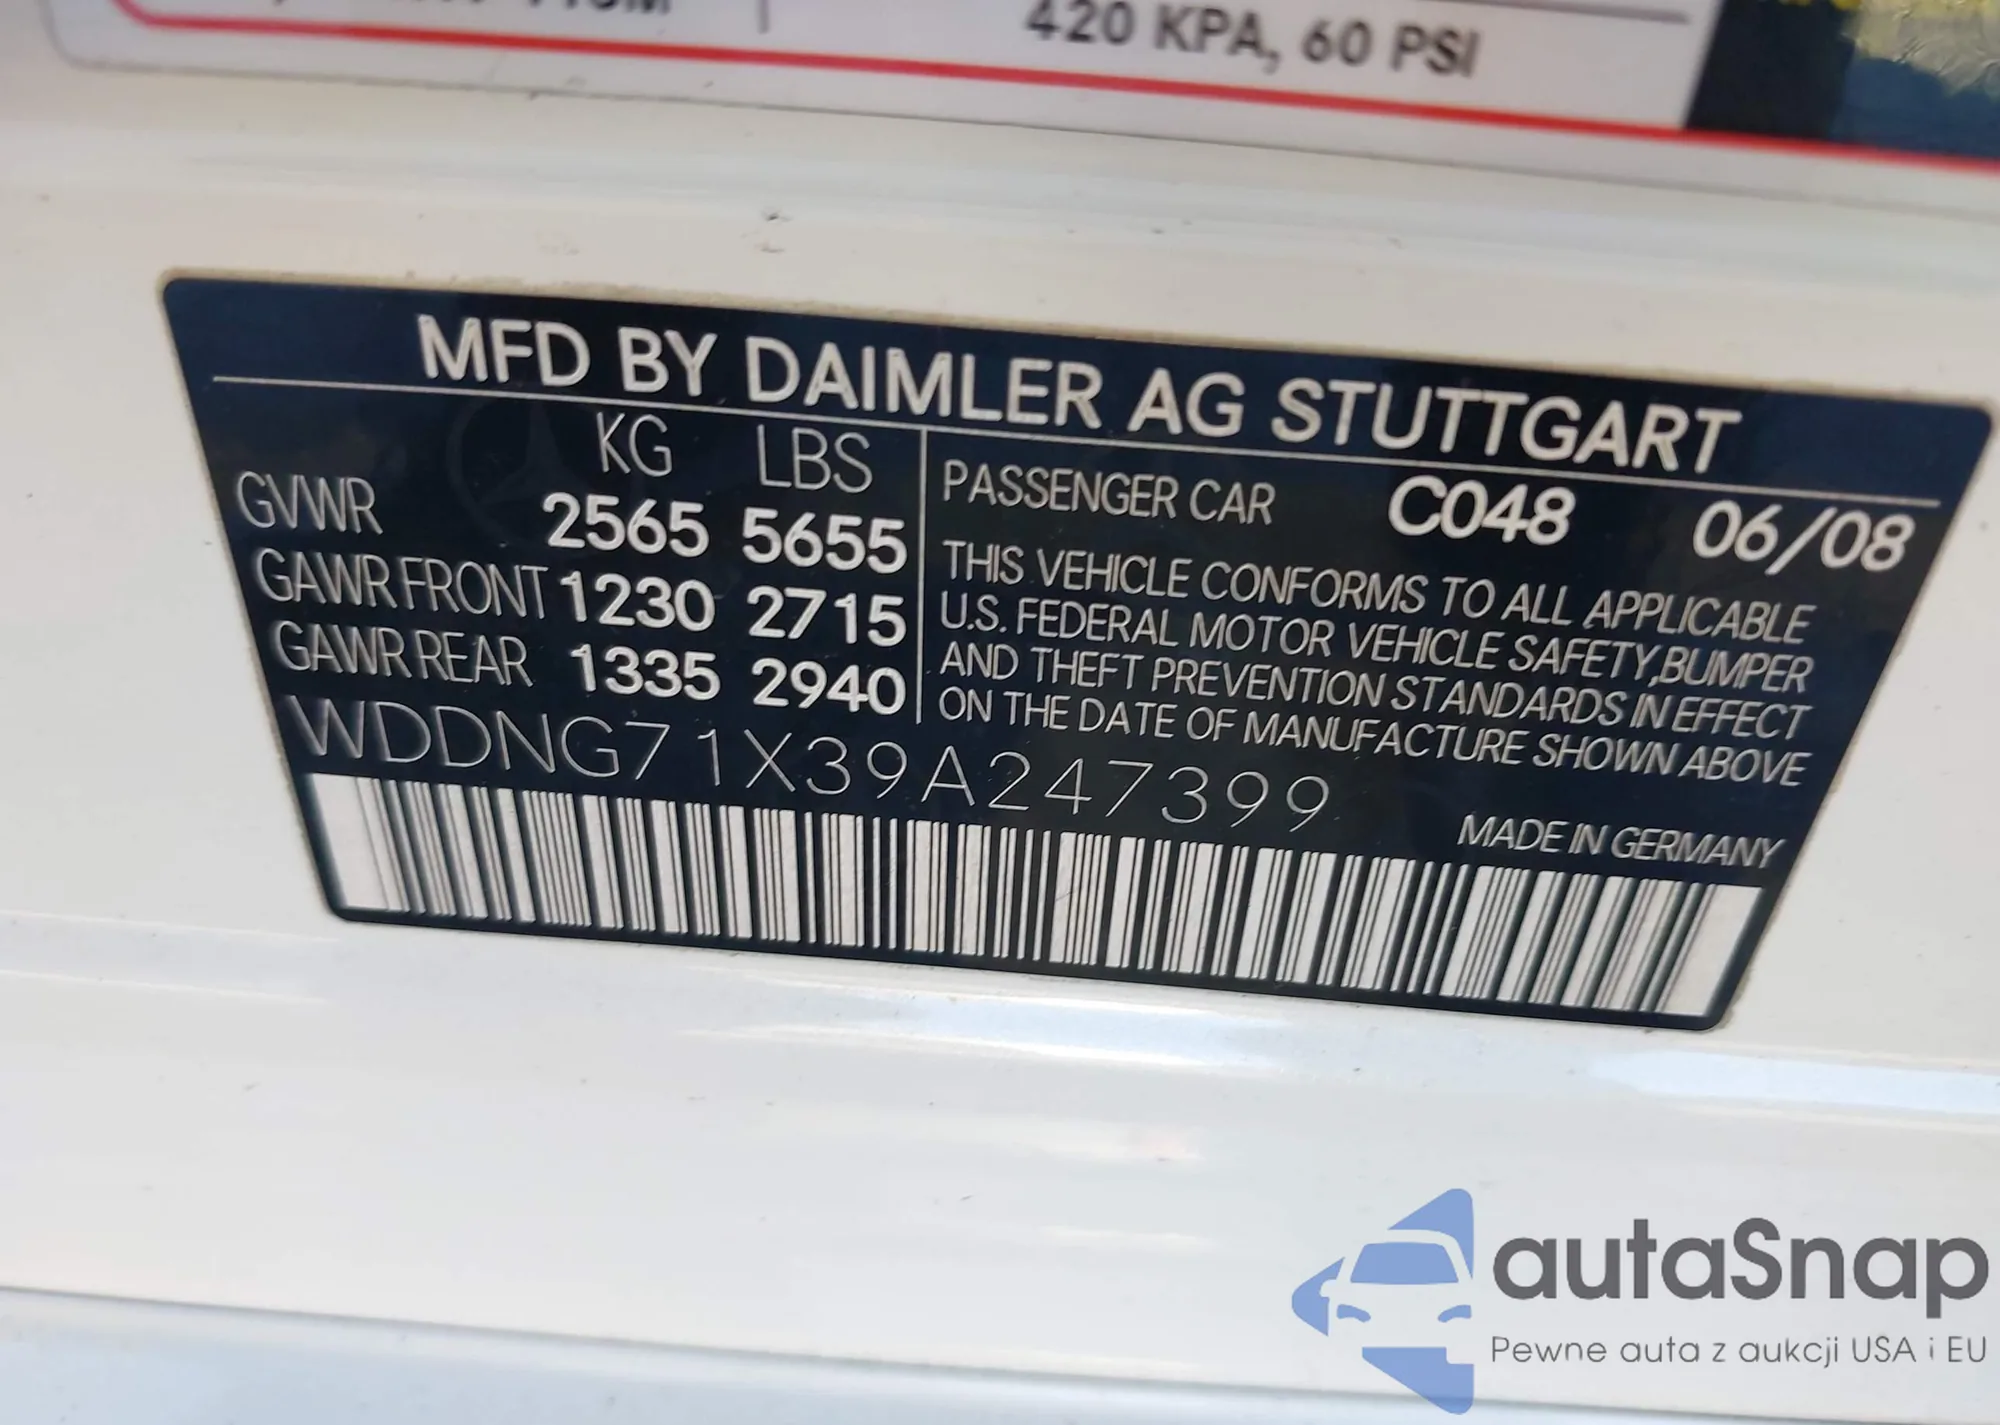 420 KPA, 60 PSI
MFD BY DAIMLER AG STUTTGART
KG LBS
GVWR 2565 5655
GAWR FRONT 1230 2715
GAWR REAR 1335 2940
PASSENGER CAR C048 06/08
THIS VEHICLE CONFORMS TO ALL APPLICABLE
U.S. FEDERAL MOTOR VEHICLE SAFETY,BUMPER
AND THEFT PREVENTION STANDARDS IN EFFECT
ON THE DATE OF MANUFACTURE SHOWN ABOVE
WDDNG71X39A247399
MADE IN GERMANY
autaSnap
Pewne auta z aukcji USA i EU